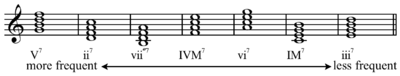 V⁷ ii⁷ vii°⁷ IVM⁷ vi⁷ IM⁷ iii⁷
more frequent less frequent